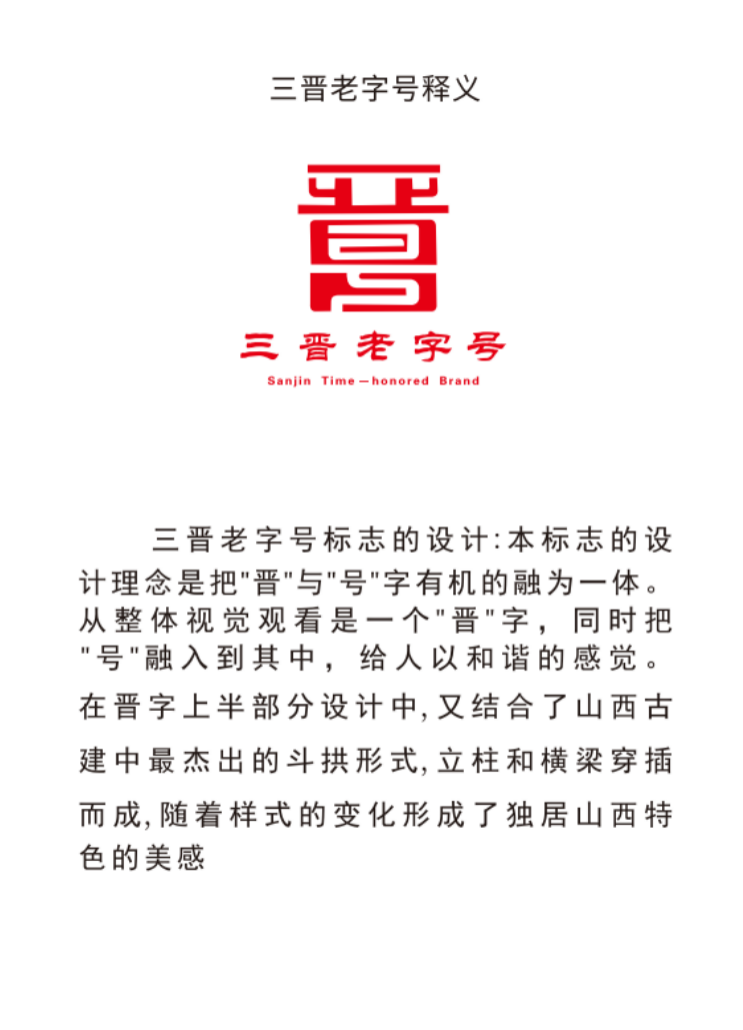 三晋老字号释义
晋
三晋老字号
Sanjin Time—honored Brand
三晋老字号标志的设计:本标志的设
计理念是把"晋"与"号"字有机的融为一体。
从整体视觉观看是一个"晋"字，同时把
"号"融入到其中，给人以和谐的感觉。
在晋字上半部分设计中,又结合了山西古
建中最杰出的斗拱形式,立柱和横梁穿插
而成,随着样式的变化形成了独居山西特
色的美感